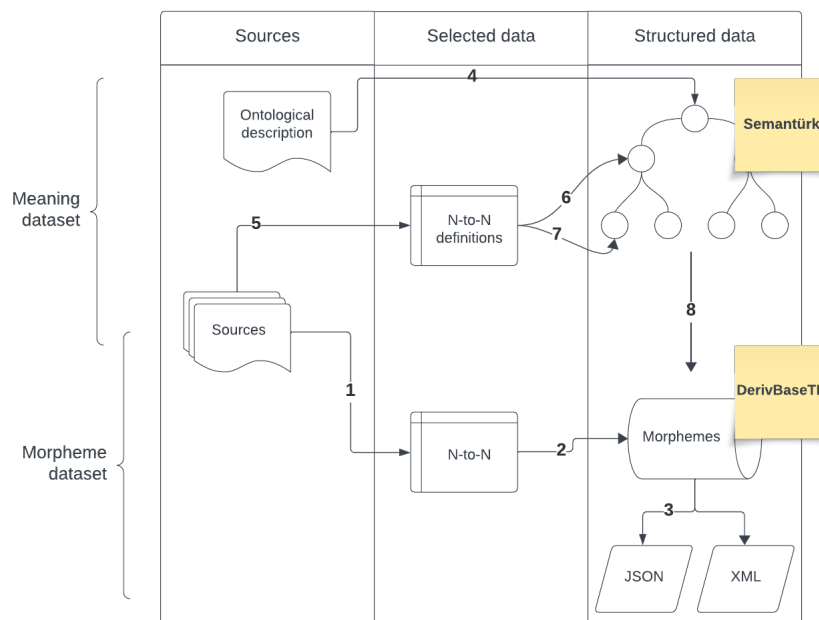 Sources
Selected data
Structured data
4
Ontological
description
Semantürk
Meaning
dataset
6
N-to-N
definitions
5
7
Sources
8
1
DerivBaseT
Morphemes
Morpheme
dataset
N-to-N
2
3
JSON
XML